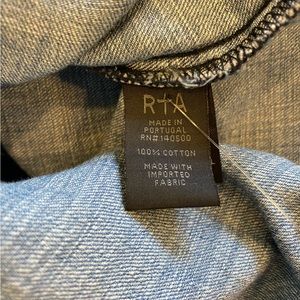 R†A
MADE IN
PORTUGAL
RN# 140500
100% COTTON
MADE WITH
IMPORTED
FABRIC